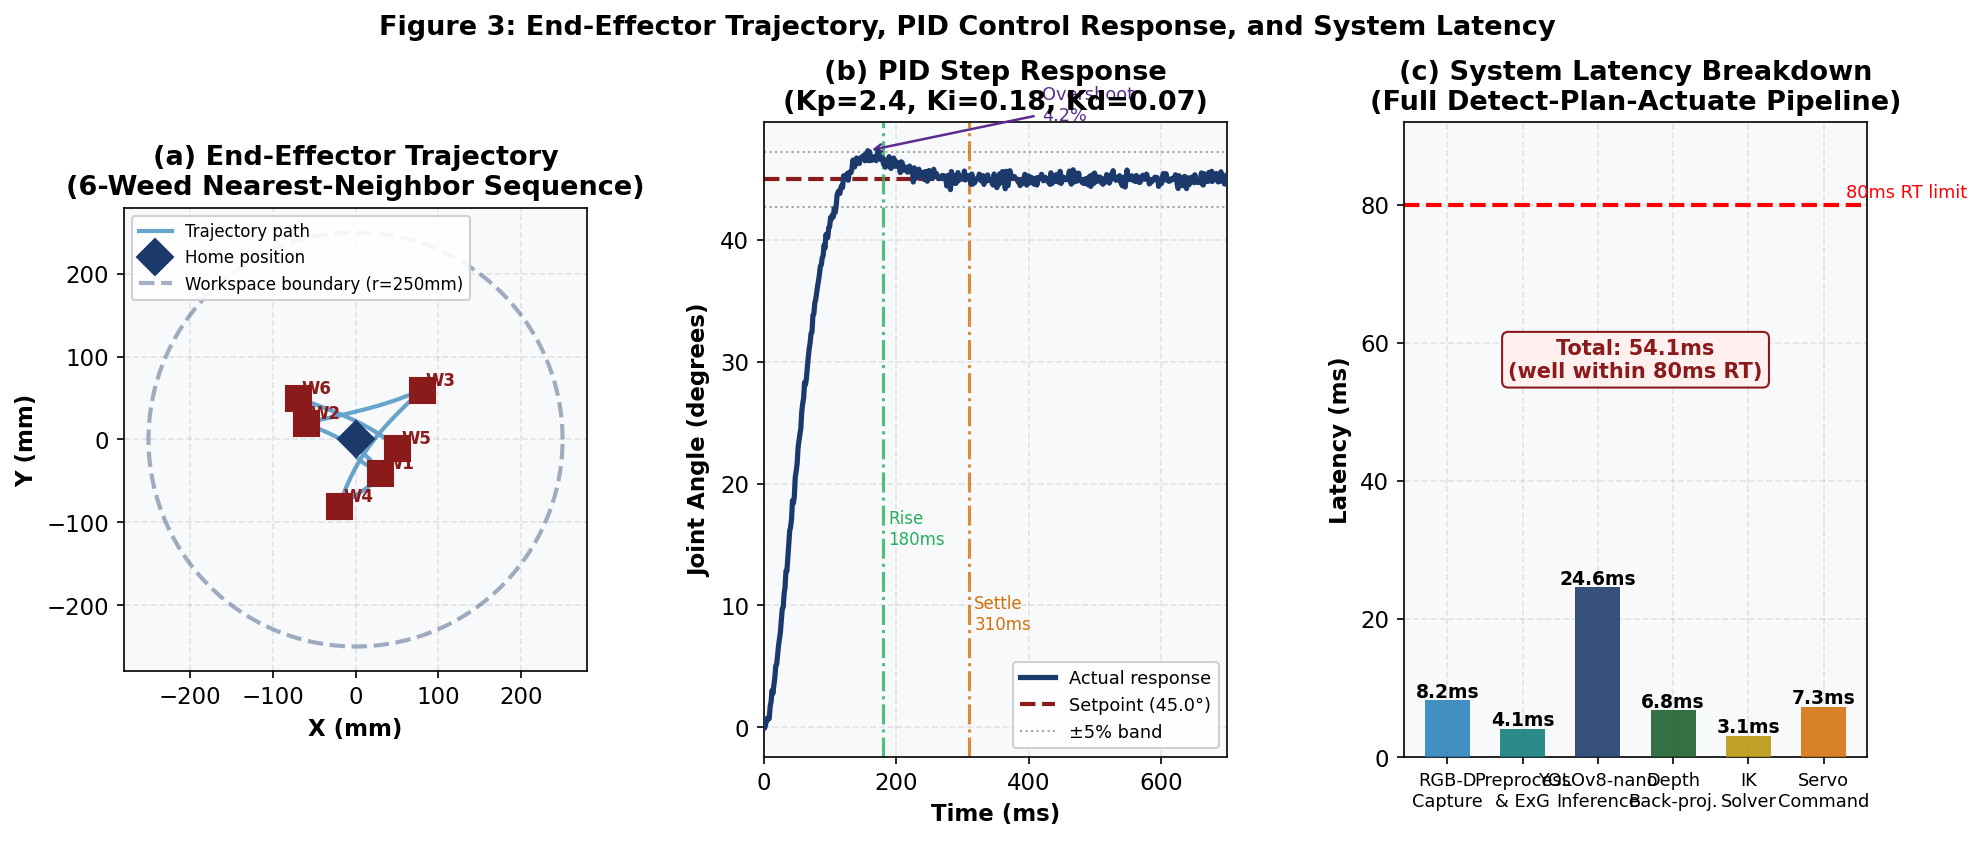 Figure 3: End-Effector Trajectory, PID Control Response, and System Latency
(a) End-Effector Trajectory
(6-Weed Nearest-Neighbor Sequence)
Trajectory path
Home position
Workspace boundary (r=250mm)
W6
W3
W2
W5
W1
W4
200
100
0
−100
−200
Y (mm)
−200
−100
0
100
200
X (mm)
(b) PID Step Response
(Kp=2.4, Ki=0.18, Kd=0.07)
Overshoot
4.2%
Rise
180ms
Settle
310ms
Actual response
Setpoint (45.0°)
±5% band
40
30
20
10
0
Joint Angle (degrees)
0
200
400
600
Time (ms)
(c) System Latency Breakdown
(Full Detect-Plan-Actuate Pipeline)
80ms RT limit
Total: 54.1ms
(well within 80ms RT)
80
60
40
20
0
Latency (ms)
8.2ms
4.1ms
24.6ms
6.8ms
3.1ms
7.3ms
RGB-D
Capture
Preprocess
& ExG
YOLOv8-nano
Inference
Depth
Back-proj.
IK
Solver
Servo
Command